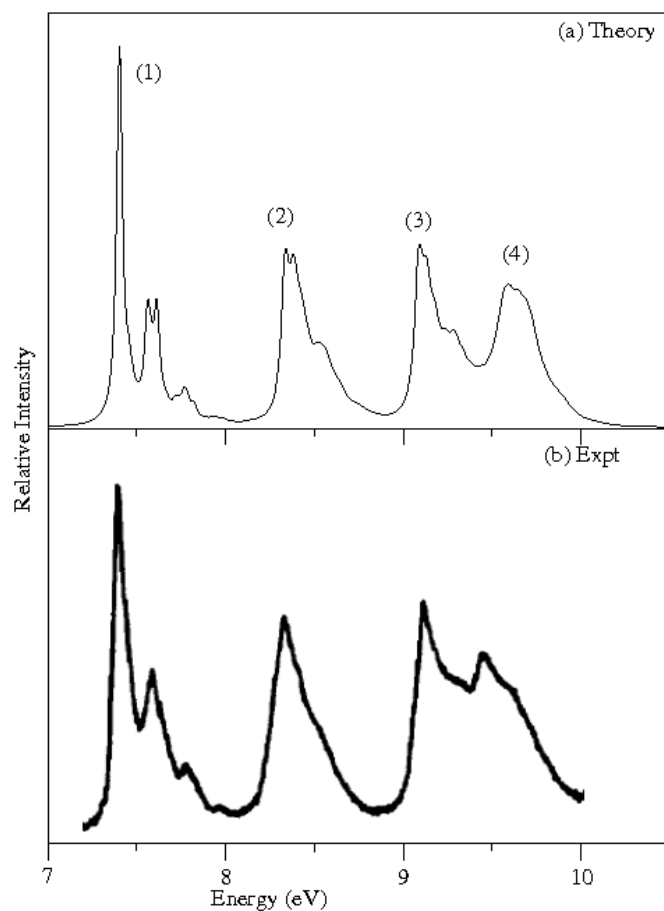 (a) Theory
(1)
(2)
(3)
(4)
Relative Intensity
(b) Expt
7
8
9
10
Energy (eV)